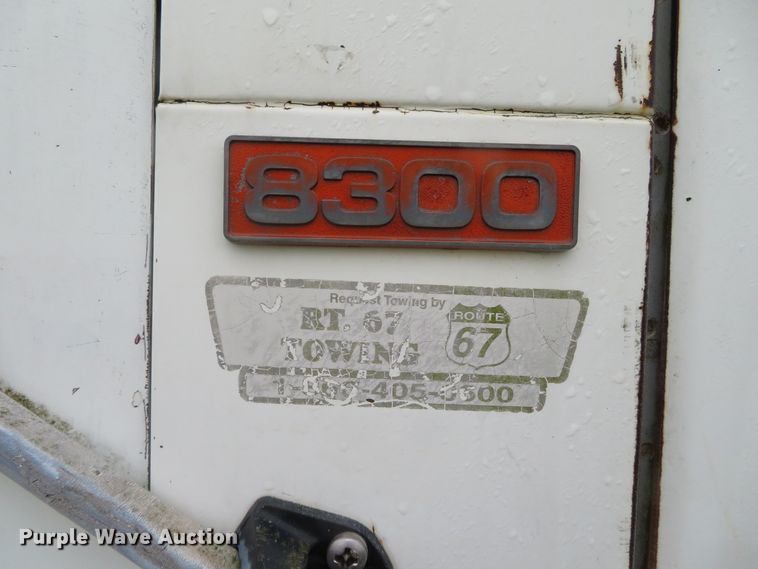 8300
Request Towing by
RT. 67
TOWING
ROUTE
67
Purple Wave Auction